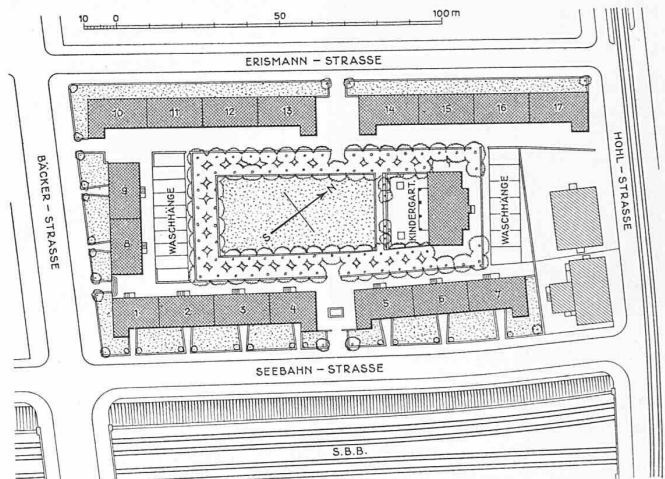 10 0 50 100 m
ERISMANN – STRASSE
10 11 12 13 14 15 16 17
BÄCKER – STRASSE
HOHL – STRASSE
9
8
WASCHHÄNGE
S N
KINDERGART.
WASCHHÄNGE
1 2 3 4 5 6 7
SEEBAHN – STRASSE
S.B.B.